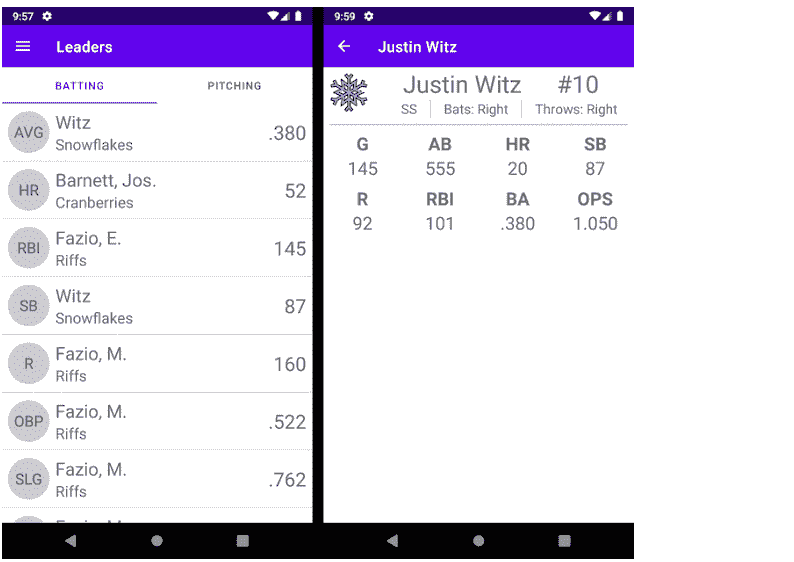 9:57
Leaders
BATTING PITCHING
AVG Witz .380
Snowflakes
HR Barnett, Jos. 52
Cranberries
RBI Fazio, E. 145
Riffs
SB Witz 87
Snowflakes
R Fazio, M. 160
Riffs
OBP Fazio, M. .522
Riffs
SLG Fazio, M. .762
Riffs
9:59
Justin Witz
Justin Witz #10
SS Bats: Right Throws: Right
G AB HR SB
145 555 20 87
R RBI BA OPS
92 101 .380 1.050